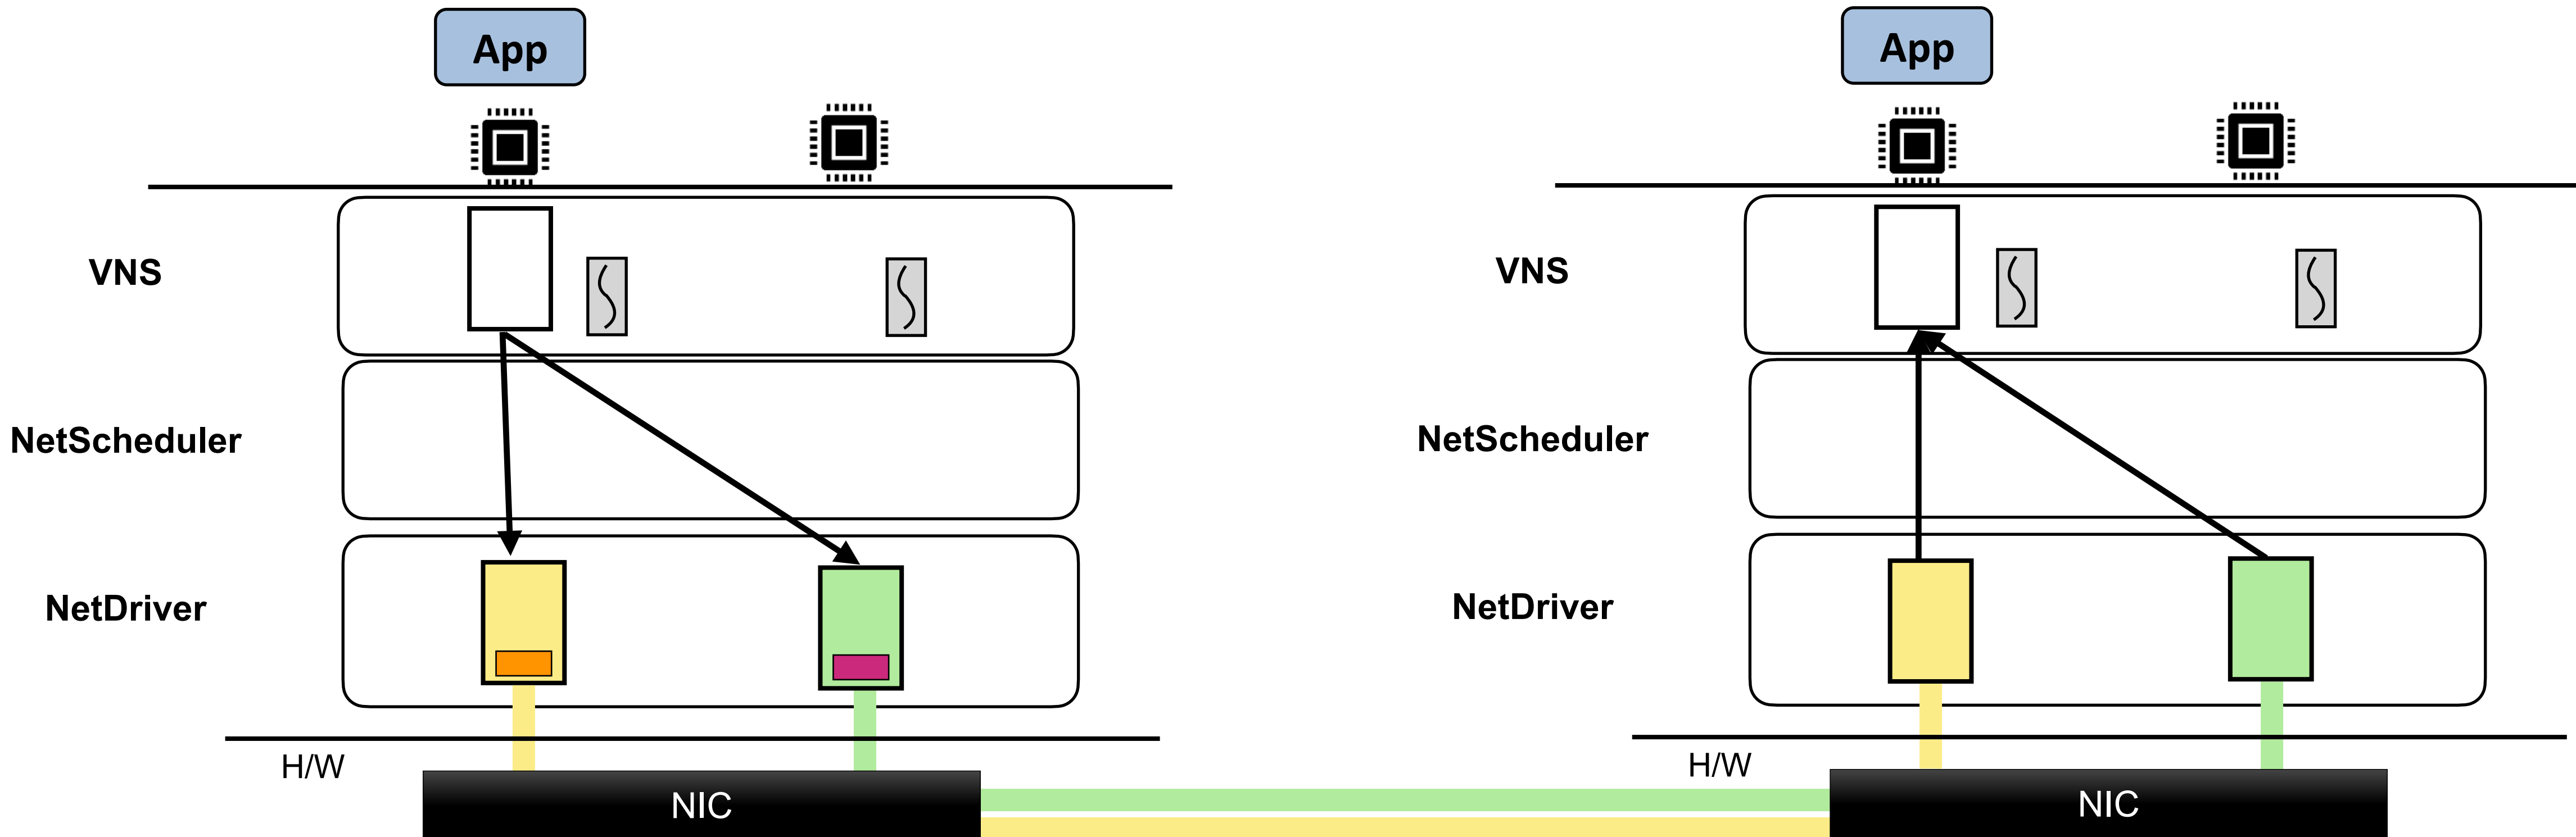 App
App
VNS
VNS
NetScheduler
NetScheduler
NetDriver
NetDriver
H/W
H/W
NIC
NIC